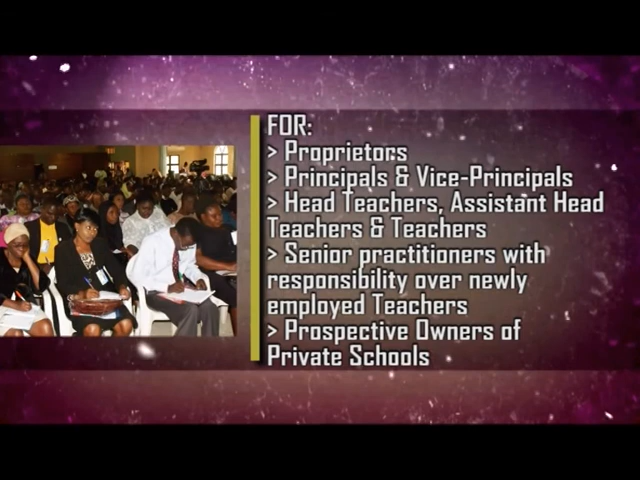 FOR:
> Proprietors
> Principals & Vice-Principals
> Head Teachers, Assistant Head
Teachers & Teachers
> Senior practitioners with
responsibility over newly
employed Teachers
> Prospective Owners of
Private Schools